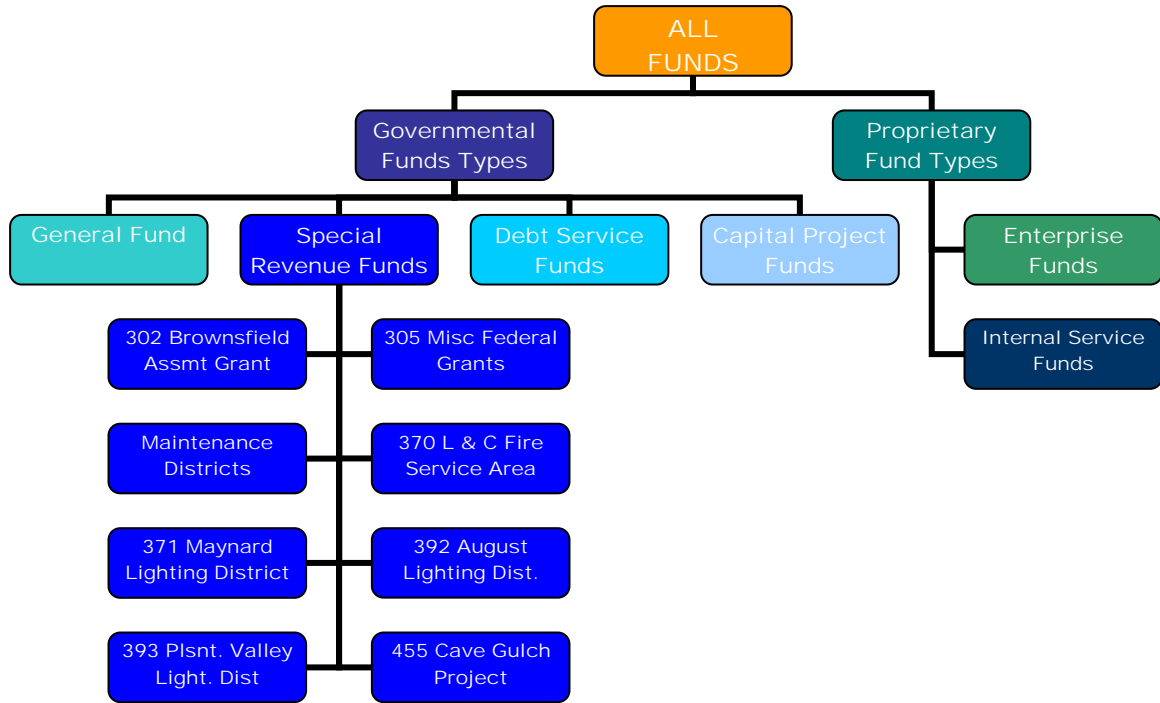 ALL
FUNDS
Governmental
Funds Types
Proprietary
Fund Types
General Fund
Special
Revenue Funds
Debt Service
Funds
Capital Project
Funds
Enterprise
Funds
302 Brownsfield
Assmt Grant
305 Misc Federal
Grants
Internal Service
Funds
Maintenance
Districts
370 L & C Fire
Service Area
371 Maynard
Lighting District
392 August
Lighting Dist.
393 Plsnt. Valley
Light. Dist
455 Cave Gulch
Project